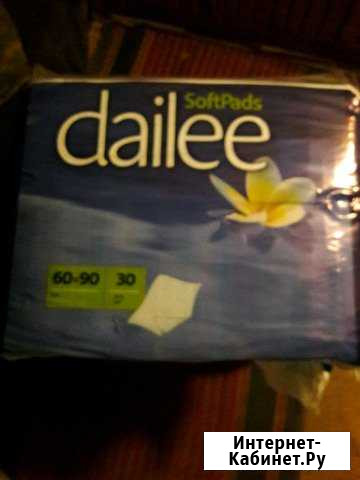 SoftPads
dailee
60×90 30
Интернет-
Кабинет.Ру